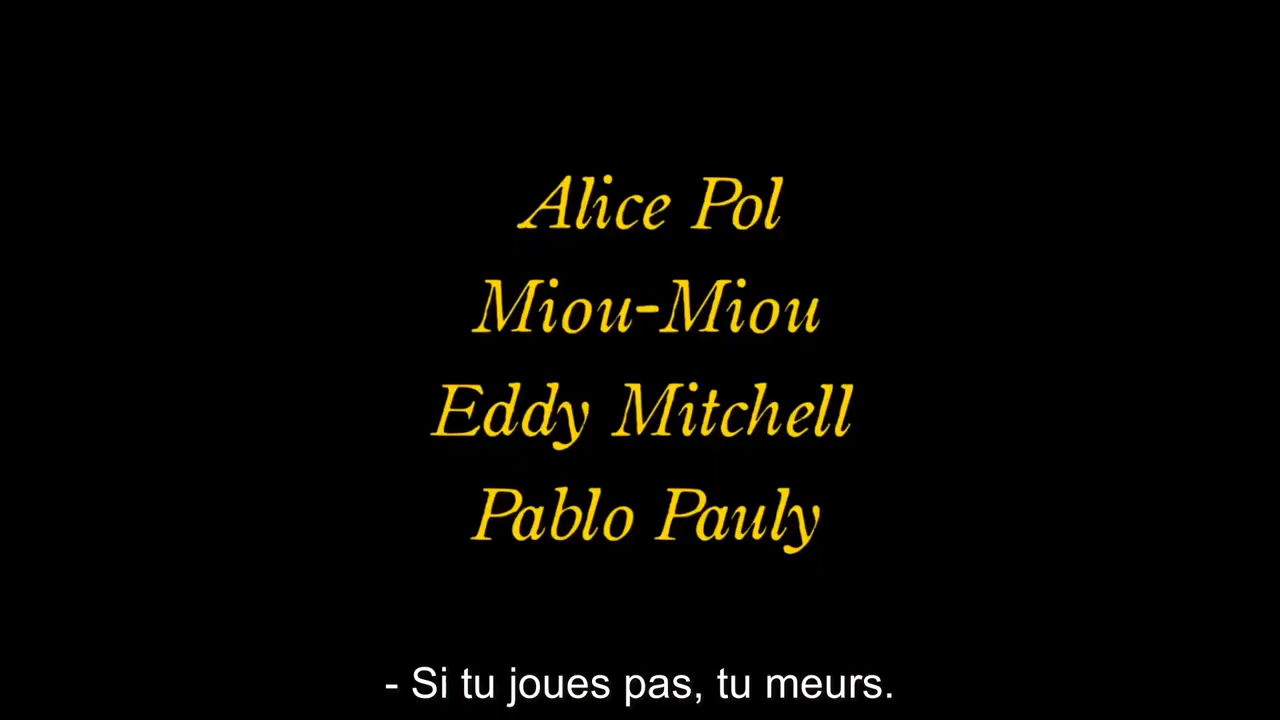 Alice Pol
Miou-Miou
Eddy Mitchell
Pablo Pauly
- Si tu joues pas, tu meurs.